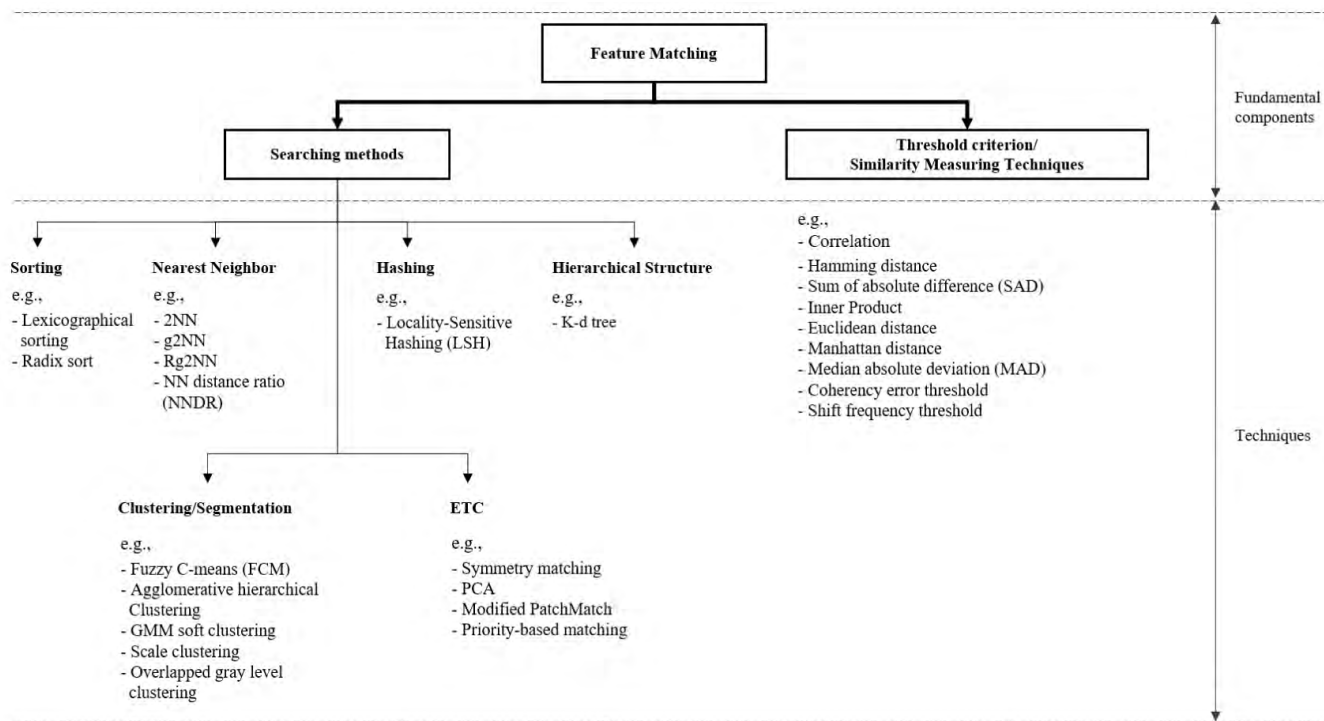 Feature Matching
Fundamental
components
Searching methods
Threshold criterion/
Similarity Measuring Techniques
Sorting
e.g.,
- Lexicographical
sorting
- Radix sort
Nearest Neighbor
e.g.,
- 2NN
- g2NN
- Rg2NN
- NN distance ratio
(NNDR)
Hashing
e.g.,
- Locality-Sensitive
Hashing (LSH)
Hierarchical Structure
e.g.,
- K-d tree
e.g.,
- Correlation
- Hamming distance
- Sum of absolute difference (SAD)
- Inner Product
- Euclidean distance
- Manhattan distance
- Median absolute deviation (MAD)
- Coherency error threshold
- Shift frequency threshold
Techniques
Clustering/Segmentation
e.g.,
- Fuzzy C-means (FCM)
- Agglomerative hierarchical
Clustering
- GMM soft clustering
- Scale clustering
- Overlapped gray level
clustering
ETC
e.g.,
- Symmetry matching
- PCA
- Modified PatchMatch
- Priority-based matching